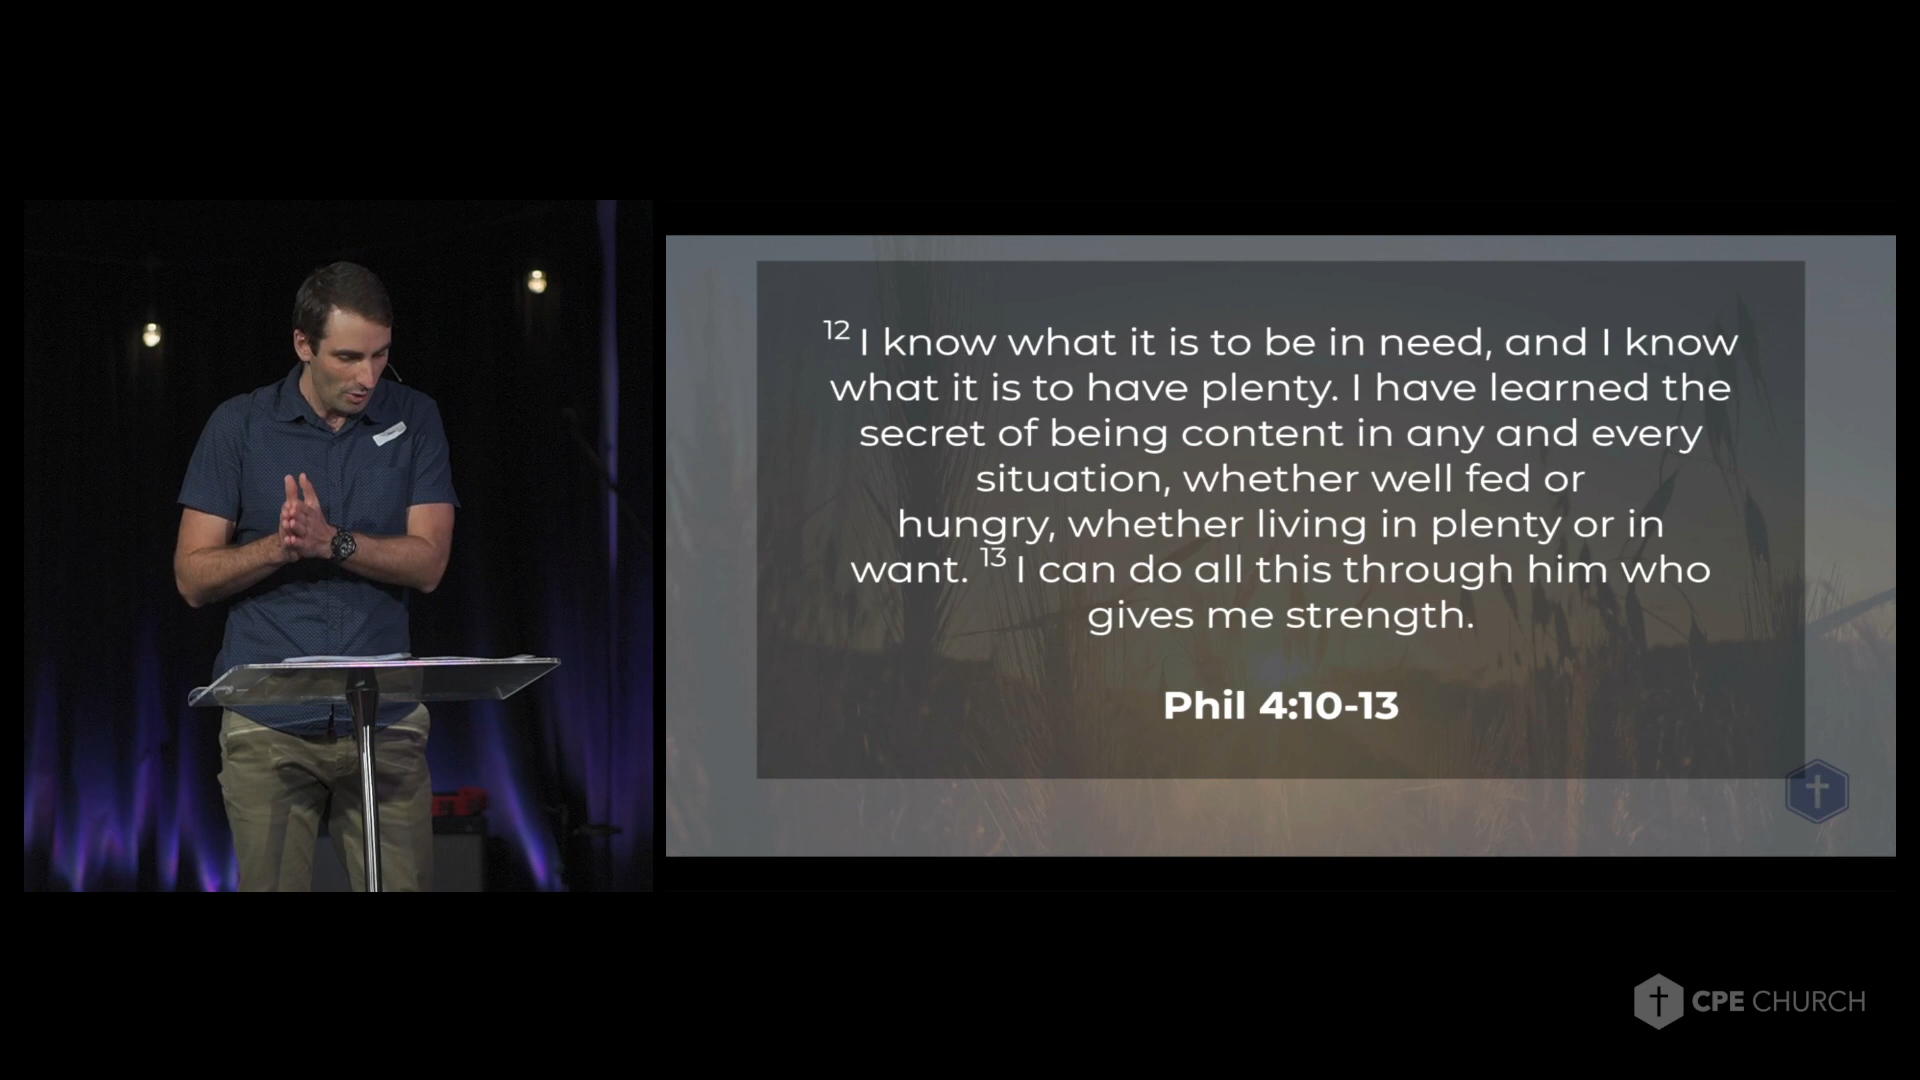 12 I know what it is to be in need, and I know
what it is to have plenty. I have learned the
secret of being content in any and every
situation, whether well fed or
hungry, whether living in plenty or in
want. 13 I can do all this through him who
gives me strength.
Phil 4:10-13
CPE CHURCH